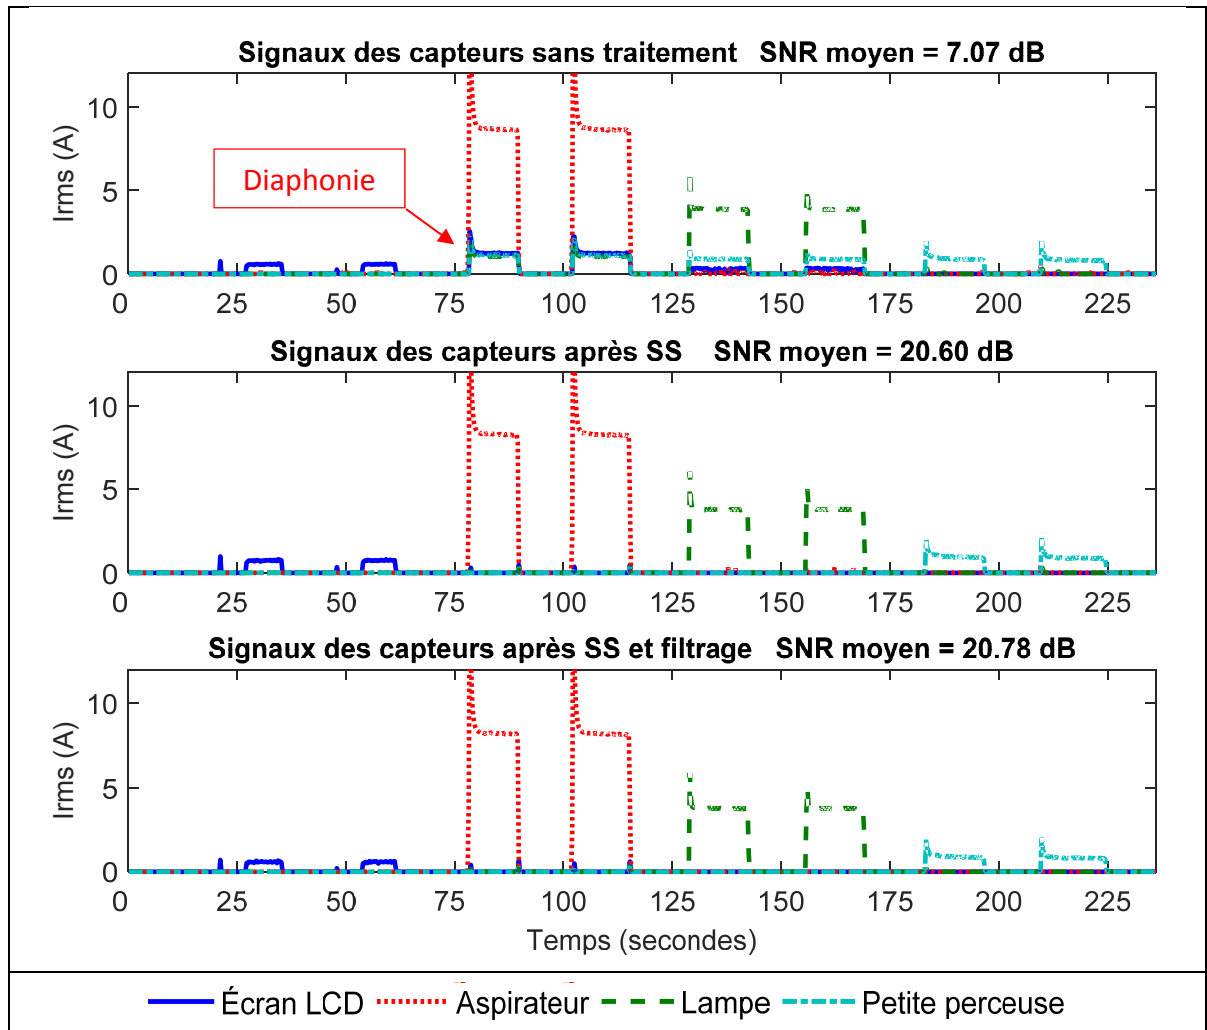 Signaux des capteurs sans traitement   SNR moyen = 7.07 dB
10
5
0
Irms (A)
Diaphonie
0 25 50 75 100 125 150 175 200 225
Signaux des capteurs après SS    SNR moyen = 20.60 dB
10
5
0
Irms (A)
0 25 50 75 100 125 150 175 200 225
Signaux des capteurs après SS et filtrage   SNR moyen = 20.78 dB
10
5
0
Irms (A)
0 25 50 75 100 125 150 175 200 225
Temps (secondes)
Écran LCD Aspirateur Lampe Petite perceuse